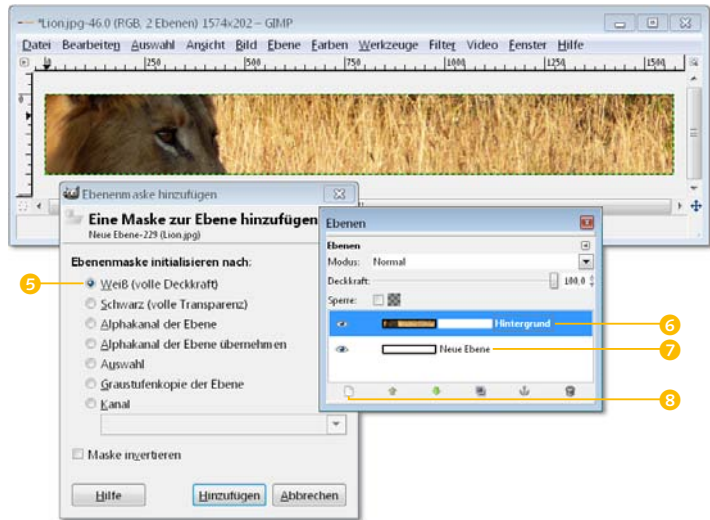 *Lion.jpg-46.0 (RGB, 2 Ebenen) 1574x202 – GIMP
Datei Bearbeiten Auswahl Ansicht Bild Ebene Farben Werkzeuge Filter Video Fenster Hilfe
0 250 500 750 1000 1250 1500
0
Ebenenmaske hinzufügen
Eine Maske zur Ebene hinzufügen
Neue Ebene-229 (Lion.jpg)
Ebenenmaske initialisieren nach:
5
Weiß (volle Deckkraft)
Schwarz (volle Transparenz)
Alphakanal der Ebene
Alphakanal der Ebene übernehmen
Auswahl
Graustufenkopie der Ebene
Kanal
Maske invertieren
Hilfe Hinzufügen Abbrechen
Ebenen
Ebenen
Modus: Normal
Deckkraft: 100,0
Sperre:
Hintergrund 6
Neue Ebene 7
8